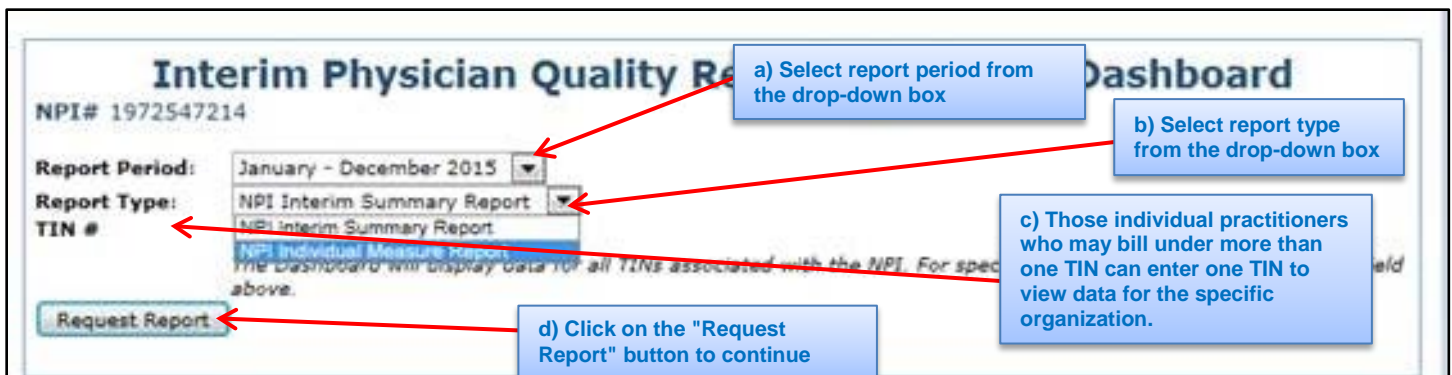 Interim Physician Quality Re Dashboard
a) Select report period from
the drop-down box
NPI# 1972547214
b) Select report type
from the drop-down box
Report Period: January - December 2015
Report Type: NPI Interim Summary Report
TIN #
NPI Interim Summary Report
NPI Individual Measure Report
c) Those individual practitioners
who may bill under more than
one TIN can enter one TIN to
view data for the specific
organization.
The Dashboard will display data for all TINs associated with the NPI. For spec ield
above.
Request Report
d) Click on the "Request
Report" button to continue